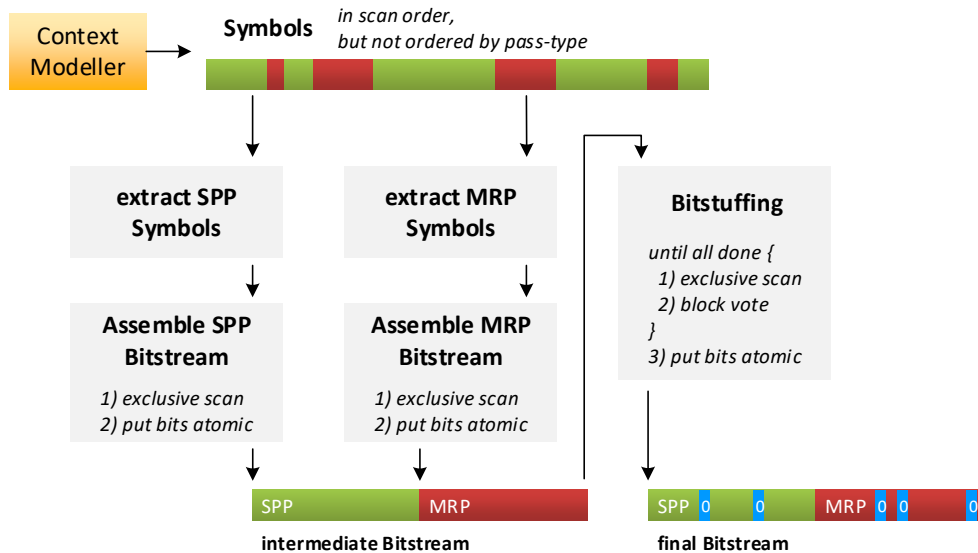 Context
Modeller
Symbols
in scan order,
but not ordered by pass-type
extract SPP
Symbols
extract MRP
Symbols
Bitstuffing
until all done {
1) exclusive scan
2) block vote
}
3) put bits atomic
Assemble SPP
Bitstream
1) exclusive scan
2) put bits atomic
Assemble MRP
Bitstream
1) exclusive scan
2) put bits atomic
SPP
MRP
intermediate Bitstream
SPP 0 0 MRP 0 0 0
final Bitstream